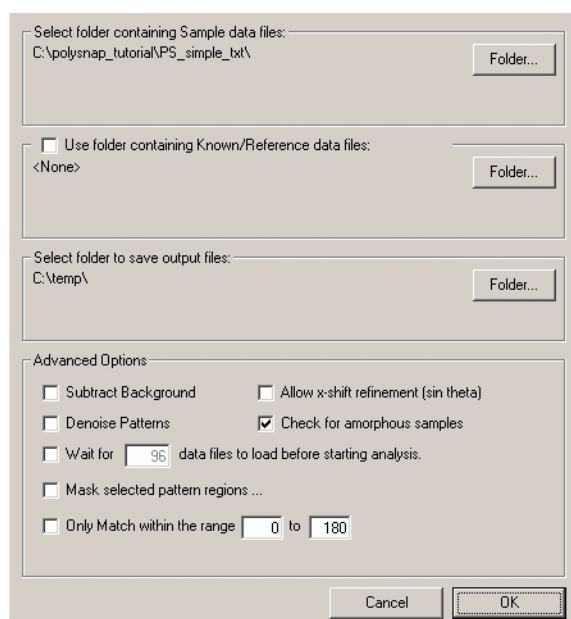 Select folder containing Sample data files:
C:\polysnap_tutorial\PS_simple_txt\
Folder...
Use folder containing Known/Reference data files:
<None>
Folder...
Select folder to save output files:
C:\temp\
Folder...
Advanced Options
Subtract Background
Allow x-shift refinement (sin theta)
Denoise Patterns
Check for amorphous samples
Wait for 96 data files to load before starting analysis.
Mask selected pattern regions ...
Only Match within the range 0 to 180
Cancel
OK